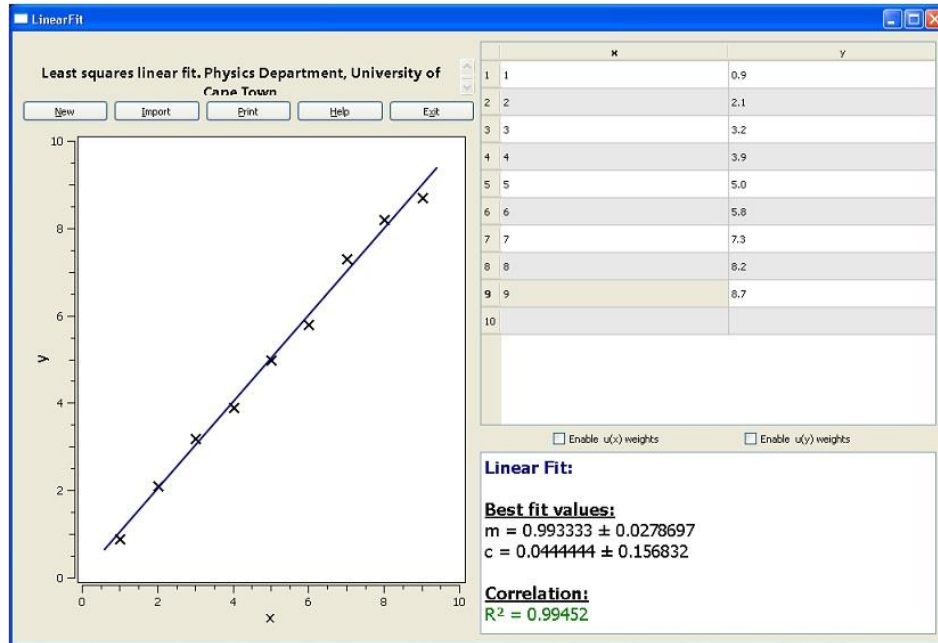 LinearFit
Least squares linear fit. Physics Department, University of
Cape Town
New Import Print Help Exit
x y
1 1 0.9
2 2 2.1
3 3 3.2
4 4 3.9
5 5 5.0
6 6 5.8
7 7 7.3
8 8 8.2
9 9 8.7
10
10
8
6
4
2
0
y
0 2 4 6 8 10
x
Enable u(x) weights Enable u(y) weights
Linear Fit:
Best fit values:
m = 0.993333 ± 0.0278697
c = 0.0444444 ± 0.156832
Correlation:
R² = 0.99452